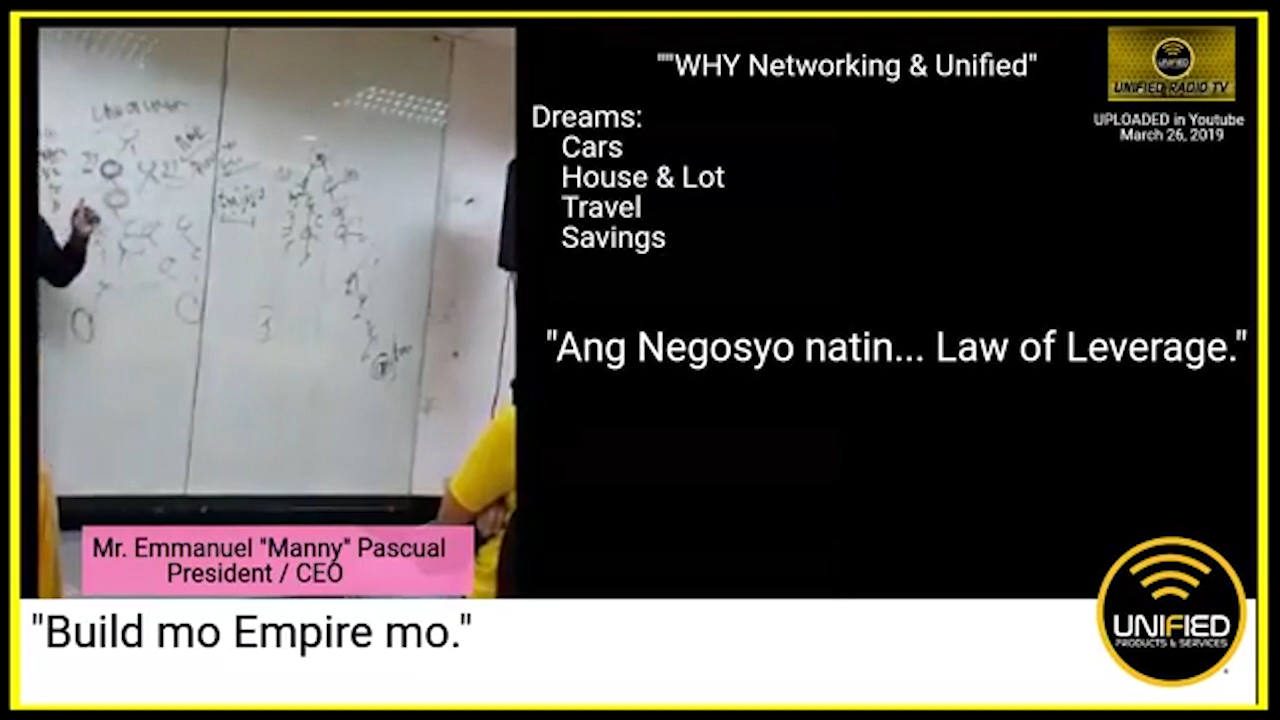 ""WHY Networking & Unified"
UNIFIED
UNIFIED RADIO TV
UPLOADED in Youtube
March 26, 2019
Dreams:
Cars
House & Lot
Travel
Savings
"Ang Negosyo natin... Law of Leverage."
Mr. Emmanuel "Manny" Pascual
President / CEO
"Build mo Empire mo."
UNIFIED
PRODUCTS & SERVICES